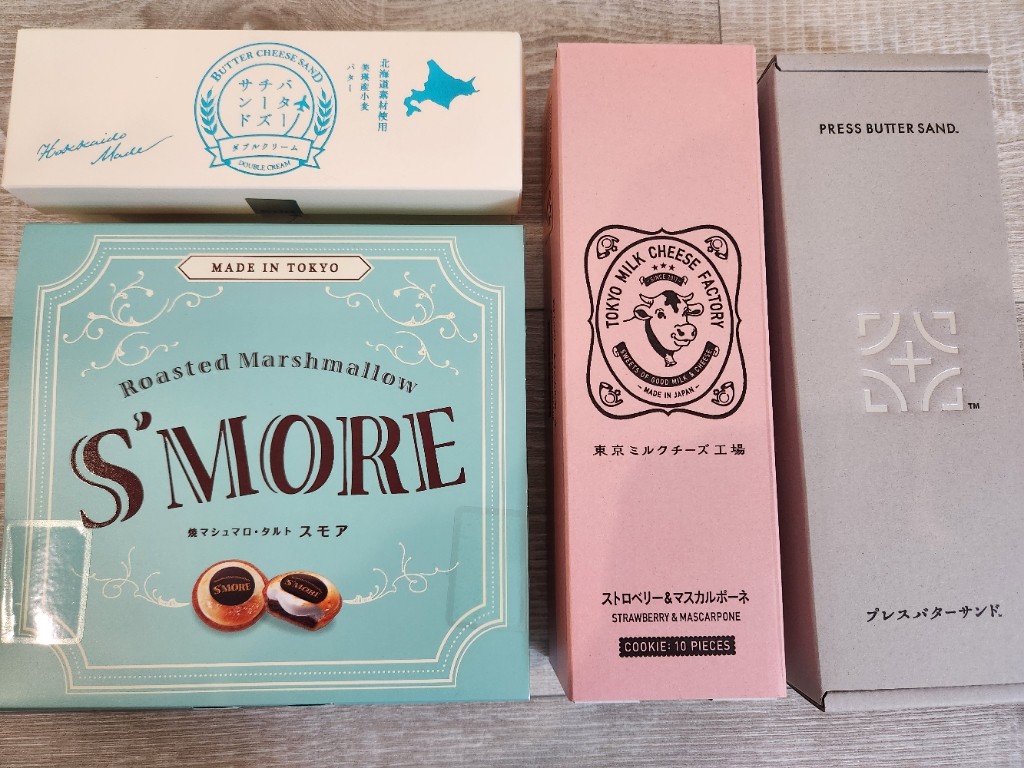 BUTTER CHEESE SAND
バター
チーズ
サンド
ダブルクリーム
DOUBLE CREAM
Hokkaido
Made
北海道素材使用
美瑛産小麦
バター
MADE IN TOKYO
Roasted Marshmallow
S'MORE
焼マシュマロ・タルト スモア
S'MORE
S'MORE
TOKYO MILK CHEESE FACTORY
SINCE 2012
SWEETS OF GOOD MILK & CHEESE
MADE IN JAPAN
東京ミルクチーズ工場
ストロベリー&マスカルポーネ
STRAWBERRY & MASCARPONE
COOKIE: 10 PIECES
PRESS BUTTER SAND.
TM
プレスバターサンド。